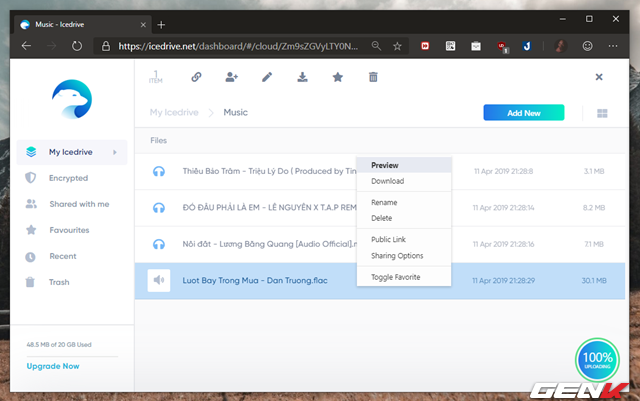 Music - Icedrive
https://icedrive.net/dashboard/#/cloud/Zm9sZGVyLTY0N...
1
ITEM
My Icedrive
Music
Add New
Files
My Icedrive
Encrypted
Shared with me
Favourites
Recent
Trash
Thiêu Bảo Trâm - Triệu Lý Do ( Produced by Tin
11 Apr 2019 21:28:8
3.1 MB
ĐÓ ĐÂU PHẢI LÀ EM - LÊ NGUYÊN X T.A.P REM
11 Apr 2019 21:28:14
8.2 MB
Nôi đất - Lương Bằng Quang [Audio Official].m
11 Apr 2019 21:28:16
7.1 MB
Luot Bay Trong Mua - Dan Truong.flac
11 Apr 2019 21:28:29
30.1 MB
Preview
Download
Rename
Delete
Public Link
Sharing Options
Toggle Favorite
48.5 MB of 20 GB Used
Upgrade Now
100%
UPLOADING
GENK